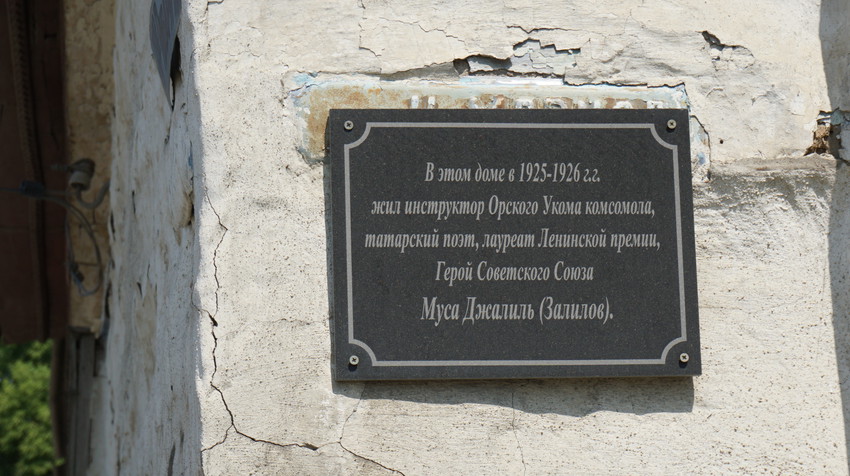 В этом доме в 1925-1926 г.г.
жил инструктор Орского Укома комсомола,
татарский поэт, лауреат Ленинской премии,
Герой Советского Союза
Муса Джалиль (Залилов).